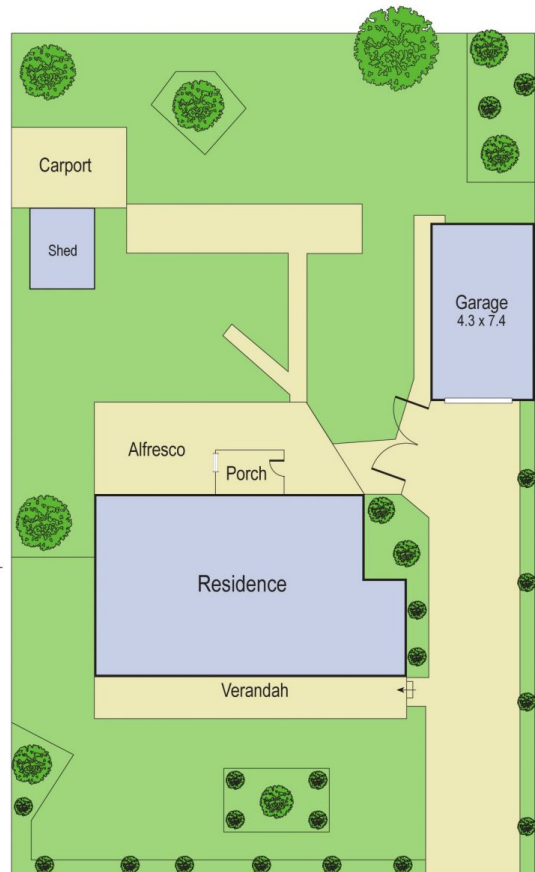 Carport
Shed
Garage
4.3 x 7.4
Alfresco
Porch
Residence
Verandah